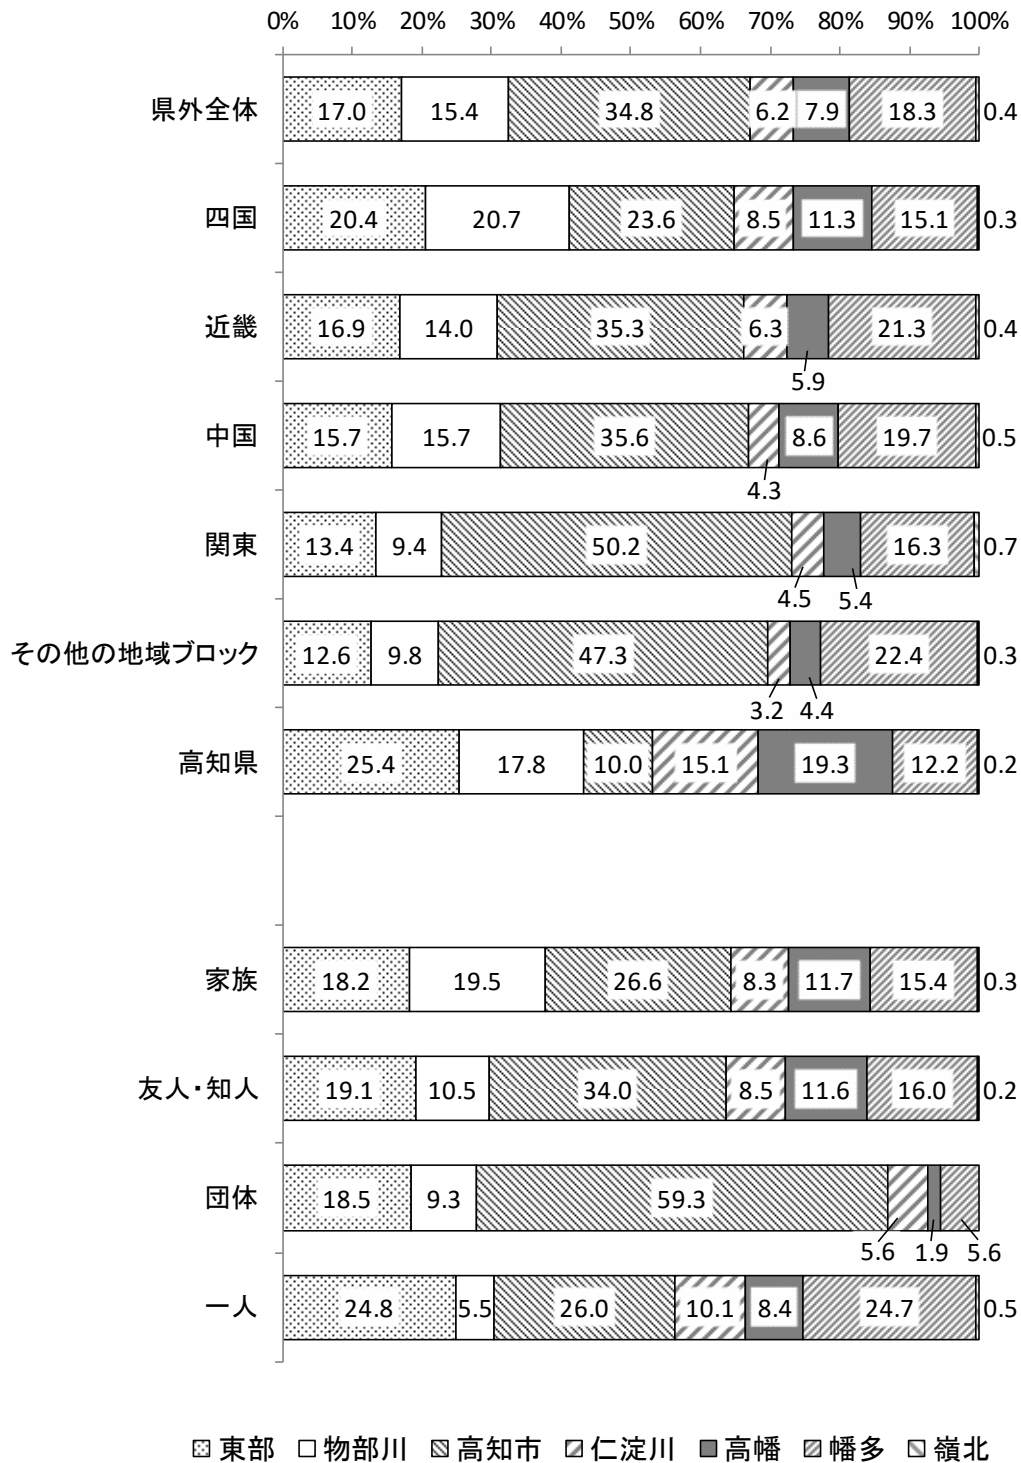 0% 10% 20% 30% 40% 50% 60% 70% 80% 90% 100%
県外全体 17.0 15.4 34.8 6.2 7.9 18.3 0.4
四国 20.4 20.7 23.6 8.5 11.3 15.1 0.3
近畿 16.9 14.0 35.3 6.3 21.3 0.4
5.9
中国 15.7 15.7 35.6 8.6 19.7 0.5
4.3
関東 13.4 9.4 50.2 16.3 0.7
4.5 5.4
その他の地域ブロック 12.6 9.8 47.3 22.4 0.3
3.2 4.4
高知県 25.4 17.8 10.0 15.1 19.3 12.2 0.2
家族 18.2 19.5 26.6 8.3 11.7 15.4 0.3
友人・知人 19.1 10.5 34.0 8.5 11.6 16.0 0.2
団体 18.5 9.3 59.3
5.6 1.9 5.6
一人 24.8 5.5 26.0 10.1 8.4 24.7 0.5
東部 物部川 高知市 仁淀川 高幡 幡多 嶺北